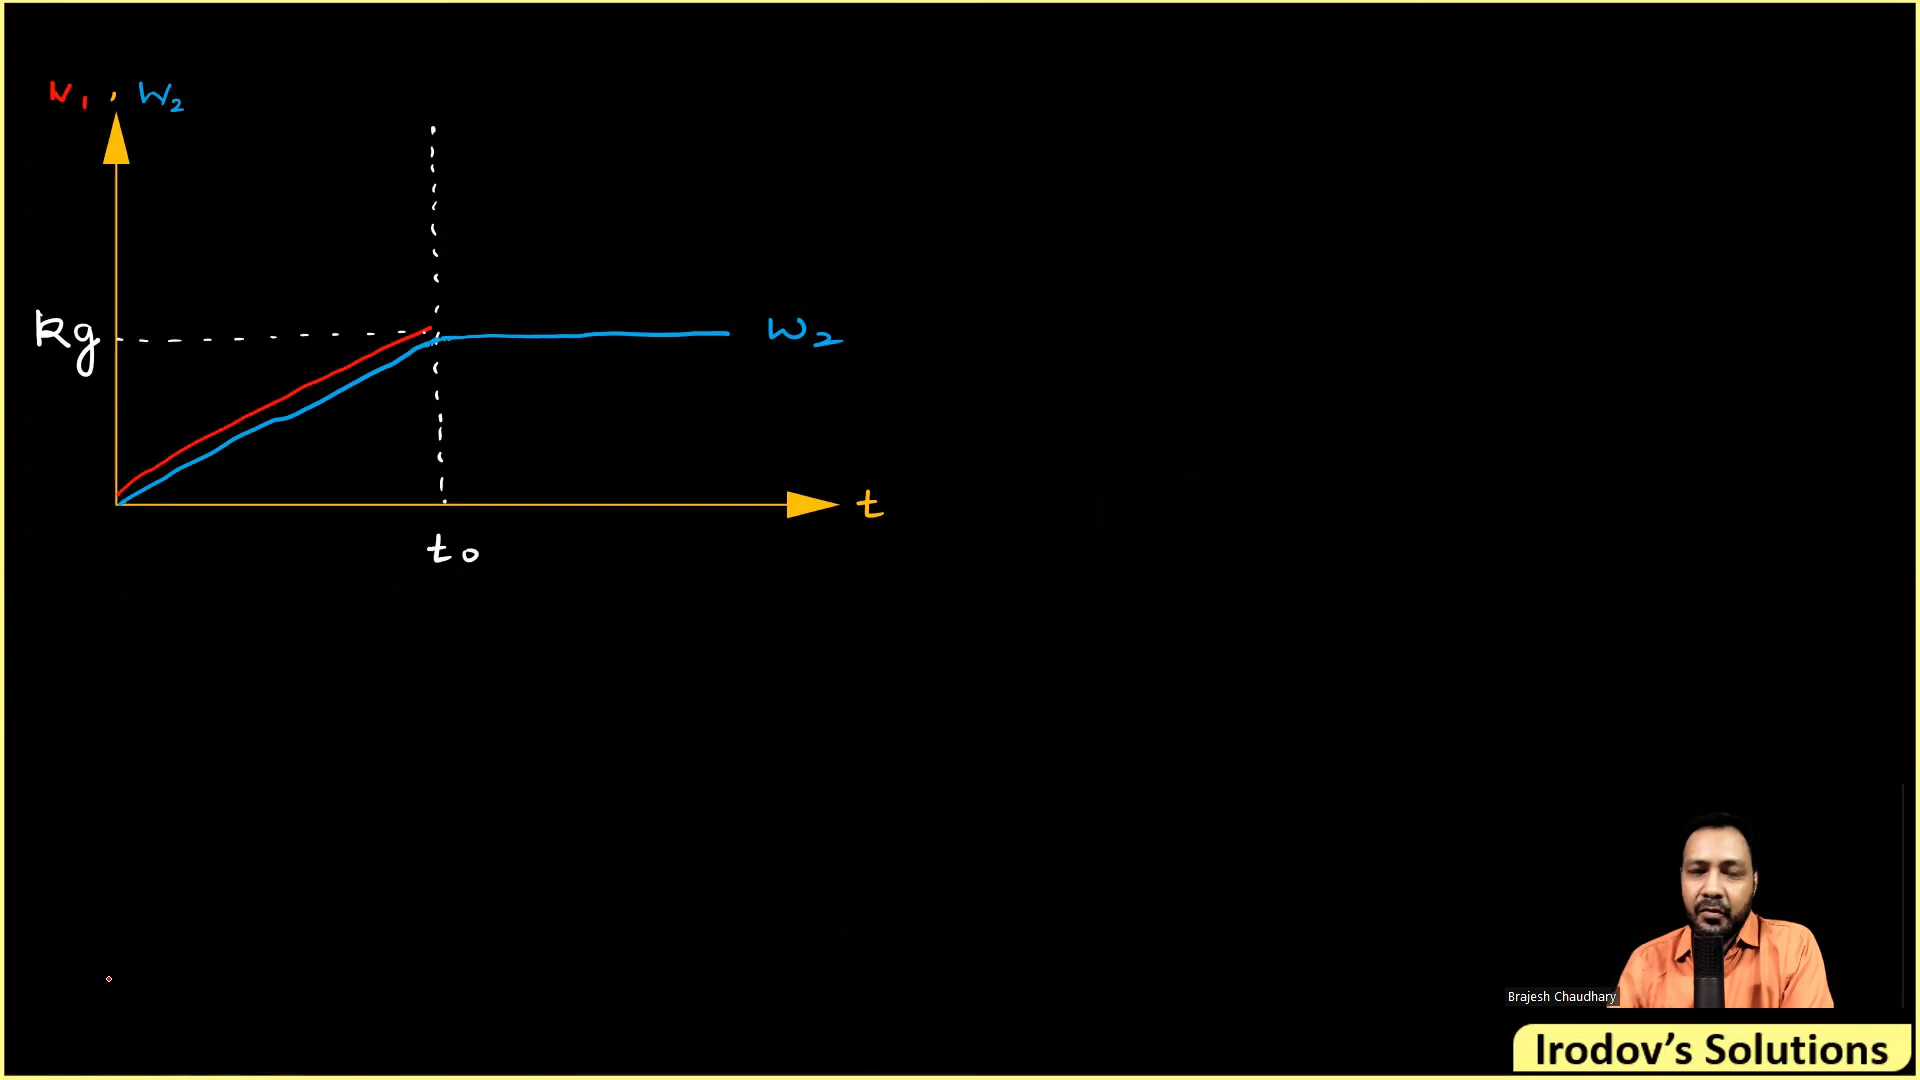 W₁, W₂
kg
W₂
t
t₀
Brajesh Chaudhary
Irodov's Solutions